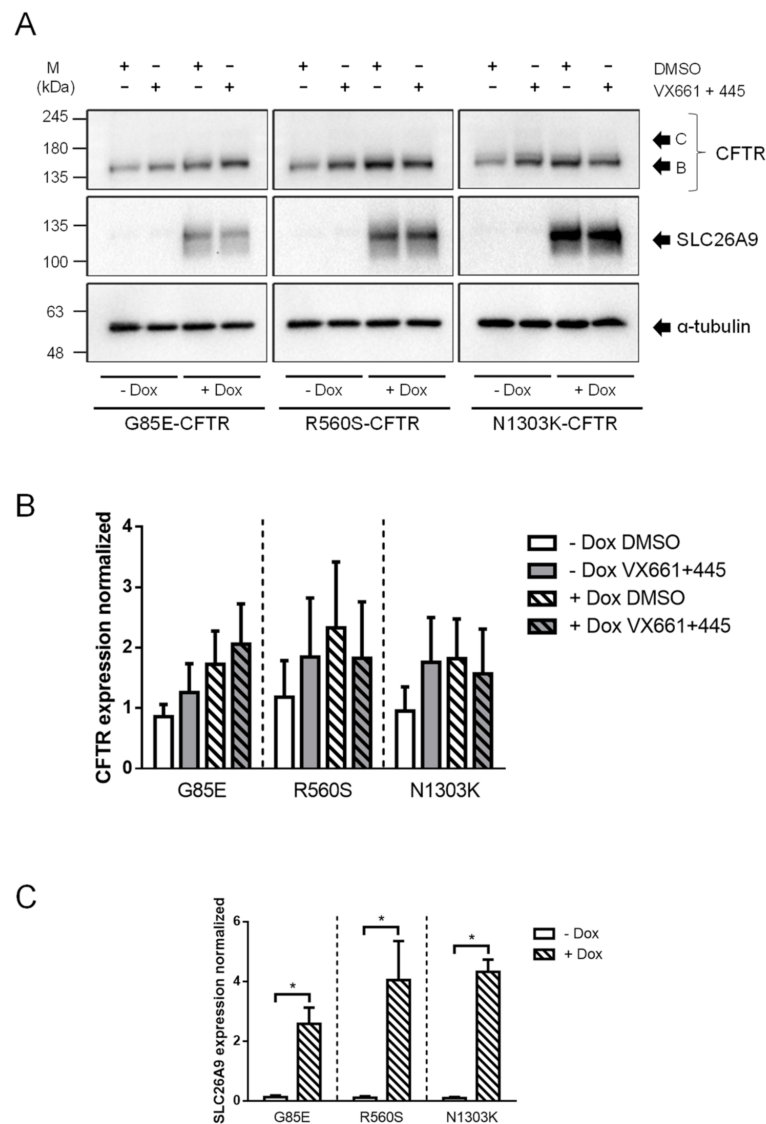 A
M + - + - + - + - + - + - DMSO
(kDa) - + - + - + - + - + - + VX661 + 445
245
180
135
C
B
CFTR
135
100
SLC26A9
63
48
α-tubulin
- Dox + Dox - Dox + Dox - Dox + Dox
G85E-CFTR R560S-CFTR N1303K-CFTR
B
CFTR expression normalized
4
3
2
1
0
G85E R560S N1303K
- Dox DMSO
- Dox VX661+445
+ Dox DMSO
+ Dox VX661+445
C
SLC26A9 expression normalized
6
4
2
0
* * *
G85E R560S N1303K
- Dox
+ Dox